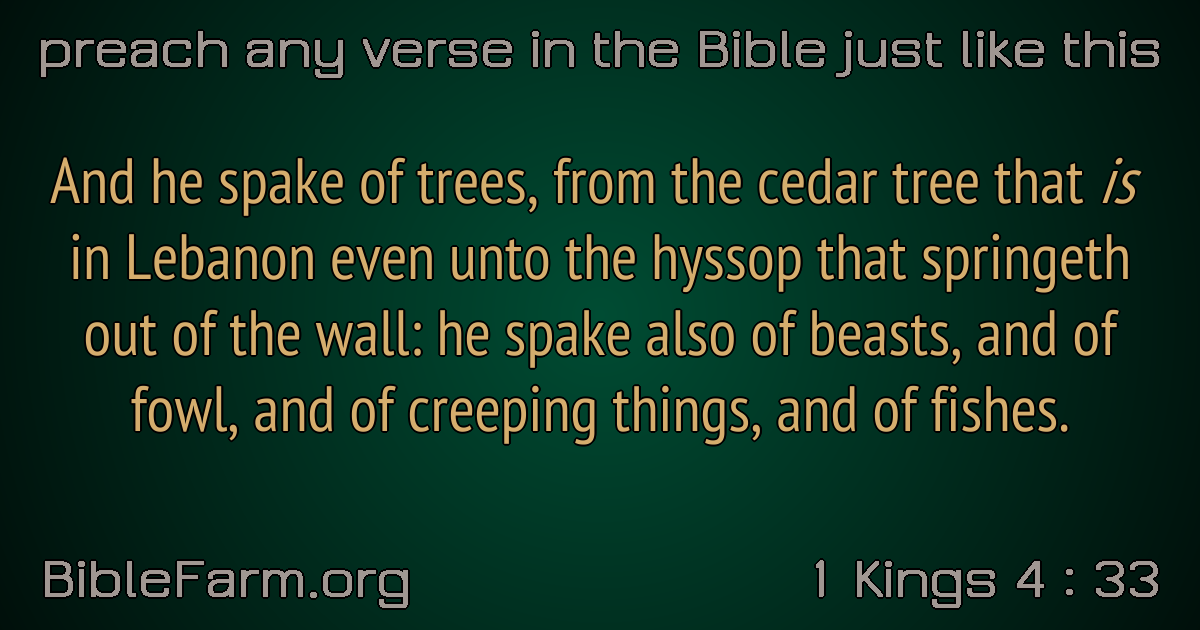 preach any verse in the Bible just like this
And he spake of trees, from the cedar tree that is
in Lebanon even unto the hyssop that springeth
out of the wall: he spake also of beasts, and of
fowl, and of creeping things, and of fishes.
BibleFarm.org
1 Kings 4 : 33